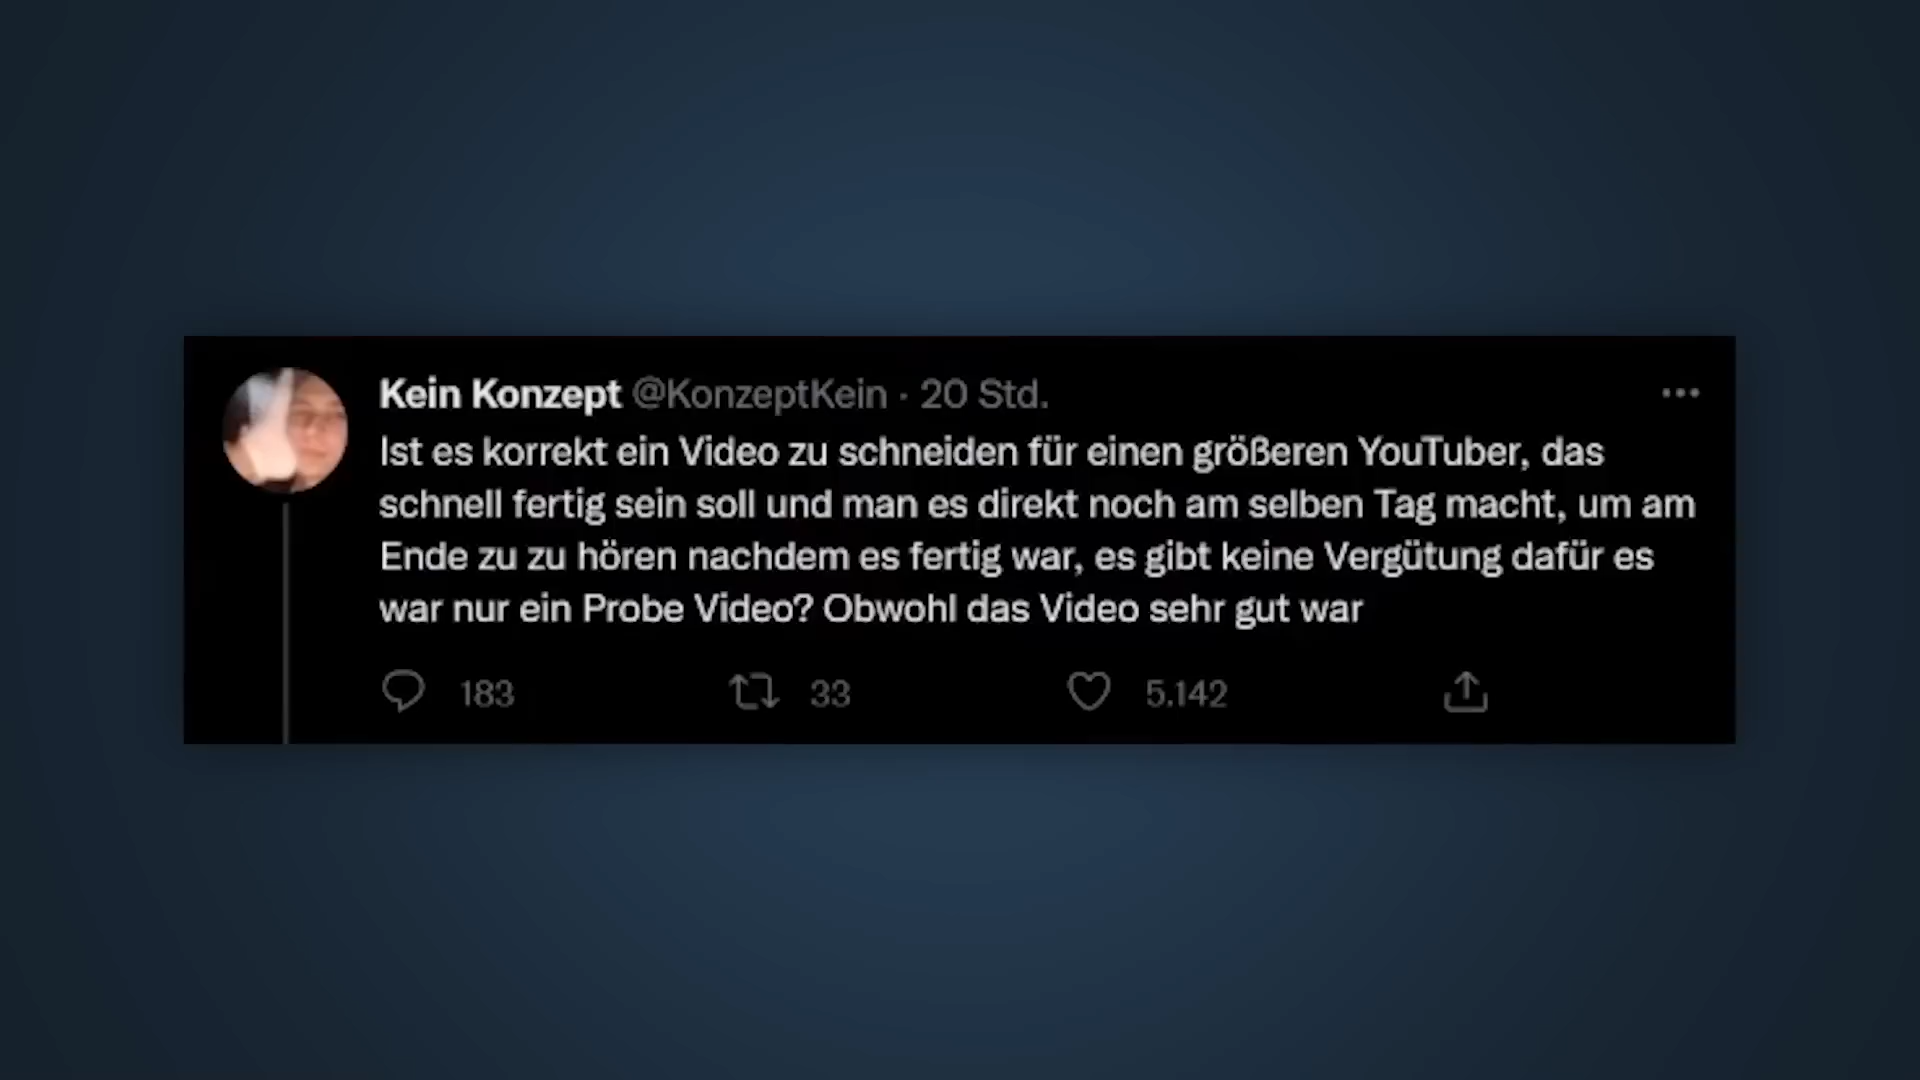 Kein Konzept @KonzeptKein · 20 Std.
Ist es korrekt ein Video zu schneiden für einen größeren YouTuber, das
schnell fertig sein soll und man es direkt noch am selben Tag macht, um am
Ende zu zu hören nachdem es fertig war, es gibt keine Vergütung dafür es
war nur ein Probe Video? Obwohl das Video sehr gut war
183 33 5.142